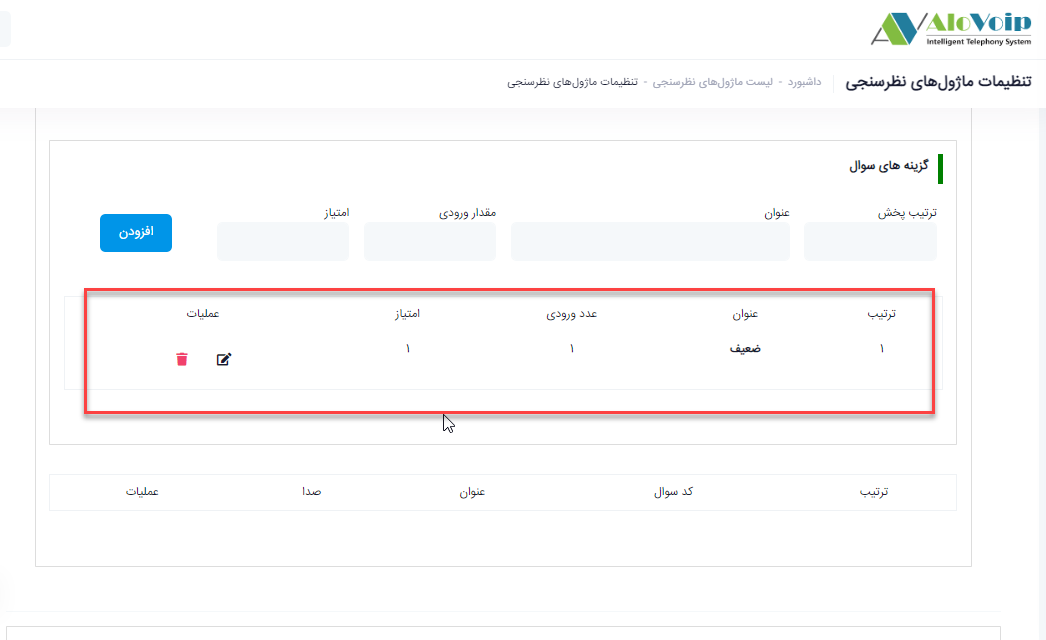 AloVoip
Intelligent Telephony System
تنظیمات ماژول‌های نظرسنجی
داشبورد - لیست ماژول‌های نظرسنجی - تنظیمات ماژول‌های نظرسنجی
گزینه های سوال
ترتیب پخش عنوان مقدار ورودی امتیاز
افزودن
ترتیب عنوان عدد ورودی امتیاز عملیات
۱ ضعیف ۱ ۱
ترتیب کد سوال عنوان صدا عملیات